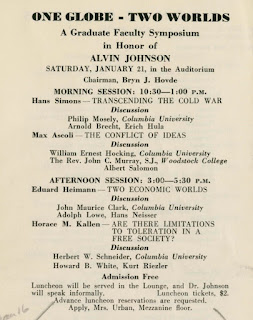 ONE GLOBE - TWO WORLDS
A Graduate Faculty Symposium
in Honor of
ALVIN JOHNSON
SATURDAY, JANUARY 21, in the Auditorium
Chairman, Bryn J. Hovde
MORNING SESSION: 10:30—1:00 P.M.
Hans Simons — TRANSCENDING THE COLD WAR
Discussion
Philip Mosely, Columbia University
Arnold Brecht, Erich Hula
Max Ascoli — THE CONFLICT OF IDEAS
Discussion
William Ernest Hocking, Columbia University
The Rev. John C. Murray, S.J., Woodstock College
Albert Salomon
AFTERNOON SESSION: 3:00—5:30 P.M.
Eduard Heimann — TWO ECONOMIC WORLDS
Discussion
John Maurice Clark, Columbia University
Adolph Lowe, Hans Neisser
Horace M. Kallen — ARE THERE LIMITATIONS
TO TOLERATION IN A
FREE SOCIETY?
Discussion
Herbert W. Schneider, Columbia University
Howard B. White, Kurt Riezler
Admission Free
Luncheon will be served in the Lounge, and Dr. Johnson
will speak informally. Luncheon tickets, $2.
Advance luncheon reservations are requested.
Apply, Mrs. Urban, Mezzanine floor.